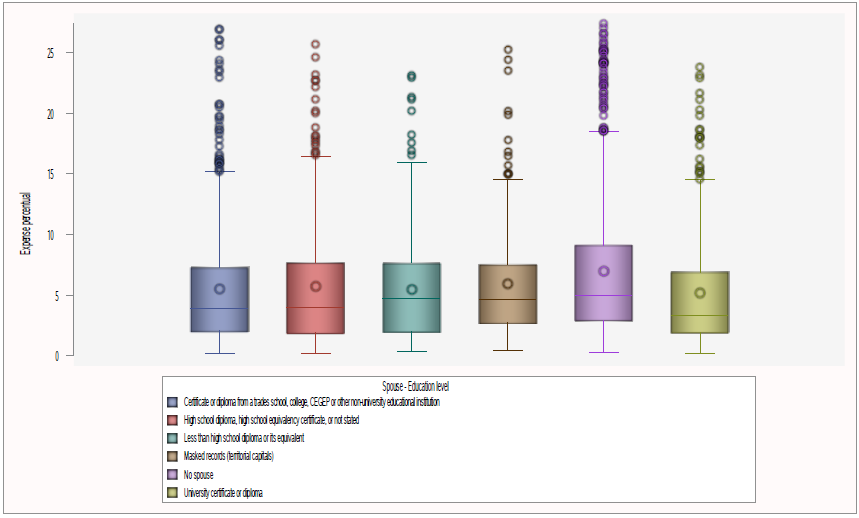 25
20
15
10
5
0
Expense percentual
Spouse - Education level
Certificate or diploma from a trades school, college, CEGEP or other non-university educational institution
High school diploma, high school equivalency certificate, or not stated
Less than high school diploma or its equivalent
Masked records (territorial capitals)
No spouse
University certificate or diploma